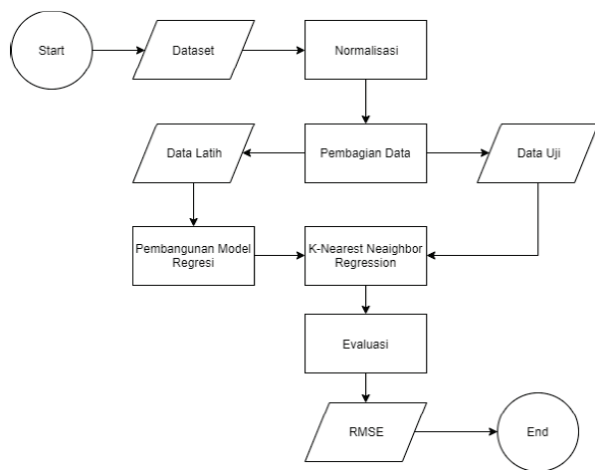 Start
Dataset
Normalisasi
Data Latih
Pembagian Data
Data Uji
Pembangunan Model
Regresi
K-Nearest Neaighbor
Regression
Evaluasi
RMSE
End